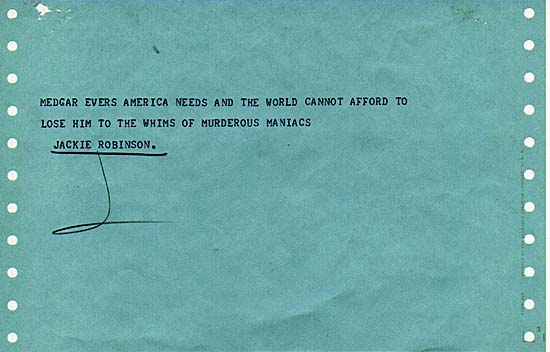 MEDGAR EVERS AMERICA NEEDS AND THE WORLD CANNOT AFFORD TO
LOSE HIM TO THE WHIMS OF MURDEROUS MANIACS
JACKIE ROBINSON.